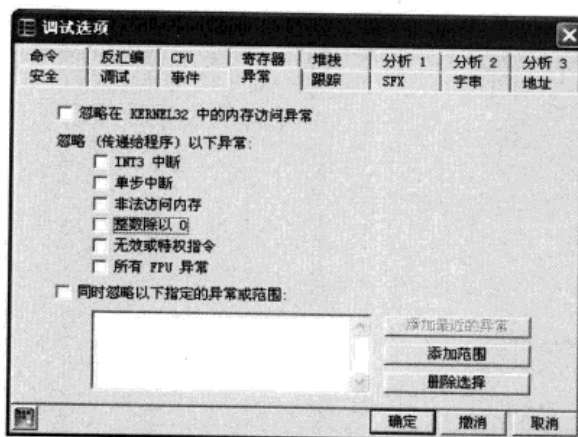 调试选项
命令 反汇编 CPU 寄存器 堆栈 分析 1 分析 2 分析 3
安全 调试 事件 异常 跟踪 SFX 字串 地址
忽略在 KERNEL32 中的内存访问异常
忽略 (传递给程序) 以下异常:
INT3 中断
单步中断
非法访问内存
整数除以 0
无效或特权指令
所有 FPU 异常
同时忽略以下指定的异常或范围:
添加最近的异常
添加范围
删除选择
确定 撤消 取消